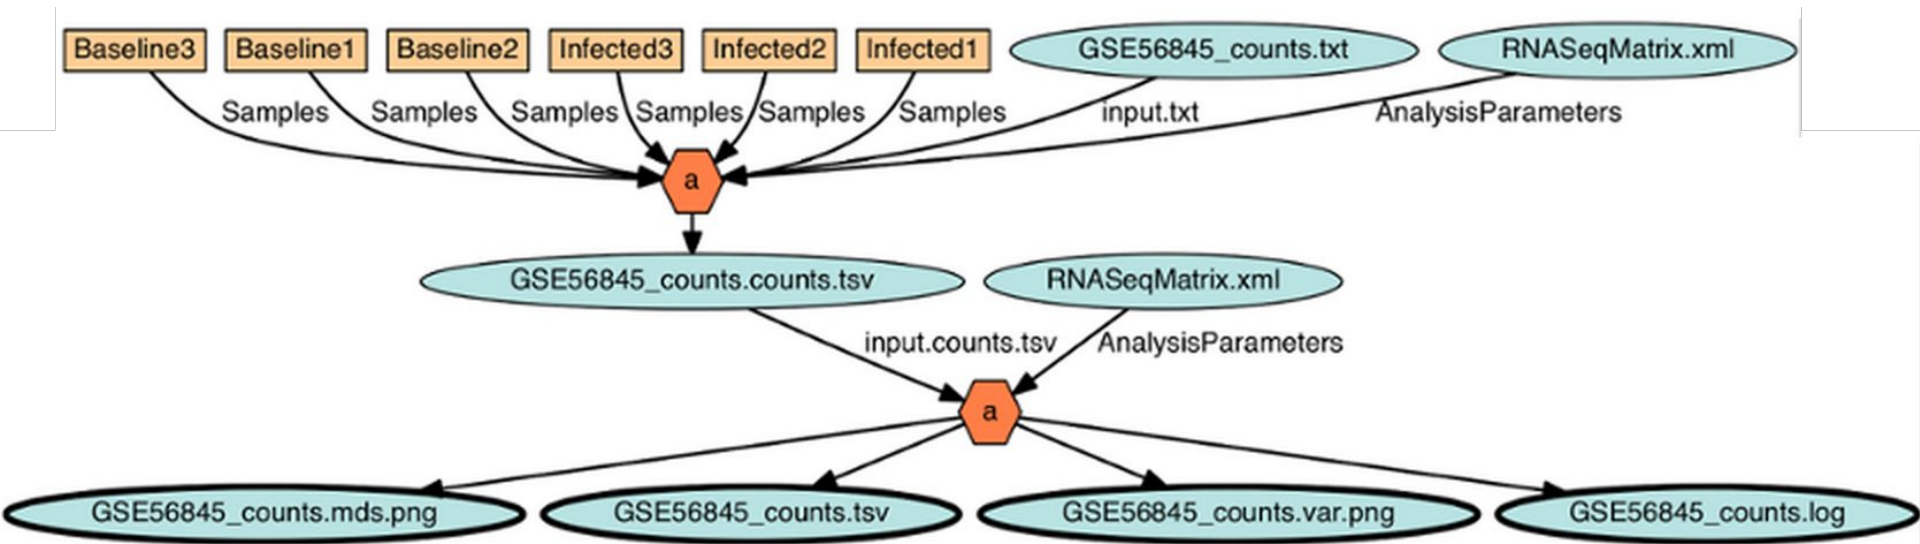 Baseline3 Baseline1 Baseline2 Infected3 Infected2 Infected1 GSE56845_counts.txt RNASeqMatrix.xml
Samples Samples Samples Samples Samples Samples input.txt AnalysisParameters
a
GSE56845_counts.counts.tsv RNASeqMatrix.xml
input.counts.tsv AnalysisParameters
a
GSE56845_counts.mds.png GSE56845_counts.tsv GSE56845_counts.var.png GSE56845_counts.log